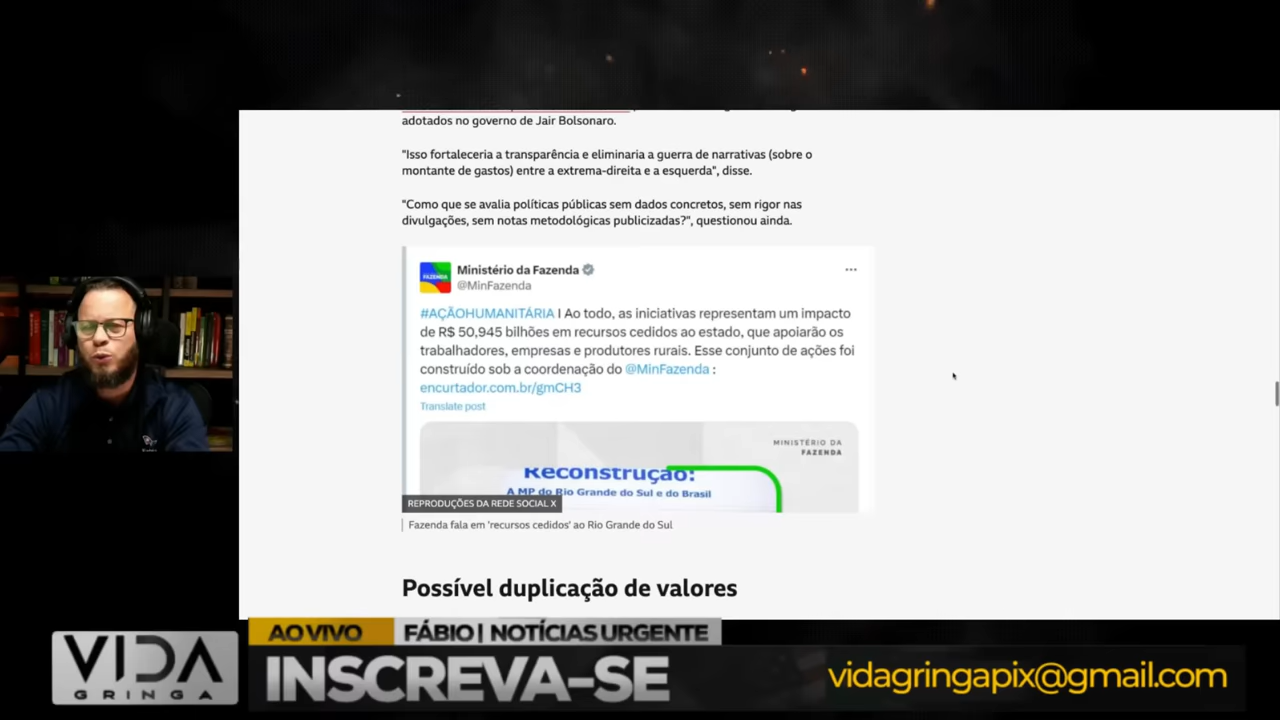 adotados no governo de Jair Bolsonaro.
"Isso fortaleceria a transparência e eliminaria a guerra de narrativas (sobre o
montante de gastos) entre a extrema-direita e a esquerda", disse.
"Como que se avalia políticas públicas sem dados concretos, sem rigor nas
divulgações, sem notas metodológicas publicizadas?", questionou ainda.
FAZENDA
Ministério da Fazenda
@MinFazenda
#AÇÃOHUMANITÁRIA I Ao todo, as iniciativas representam um impacto
de R$ 50,945 bilhões em recursos cedidos ao estado, que apoiarão os
trabalhadores, empresas e produtores rurais. Esse conjunto de ações foi
construído sob a coordenação do @MinFazenda :
encurtador.com.br/gmCH3
Translate post
MINISTÉRIO DA
FAZENDA
Reconstrução:
A MP do Rio Grande do Sul e do Brasil
REPRODUÇÕES DA REDE SOCIAL X
Fazenda fala em 'recursos cedidos' ao Rio Grande do Sul
Possível duplicação de valores
AO VIVO
FÁBIO | NOTÍCIAS URGENTE
VIDA
GRINGA
INSCREVA-SE
vidagringapix@gmail.com